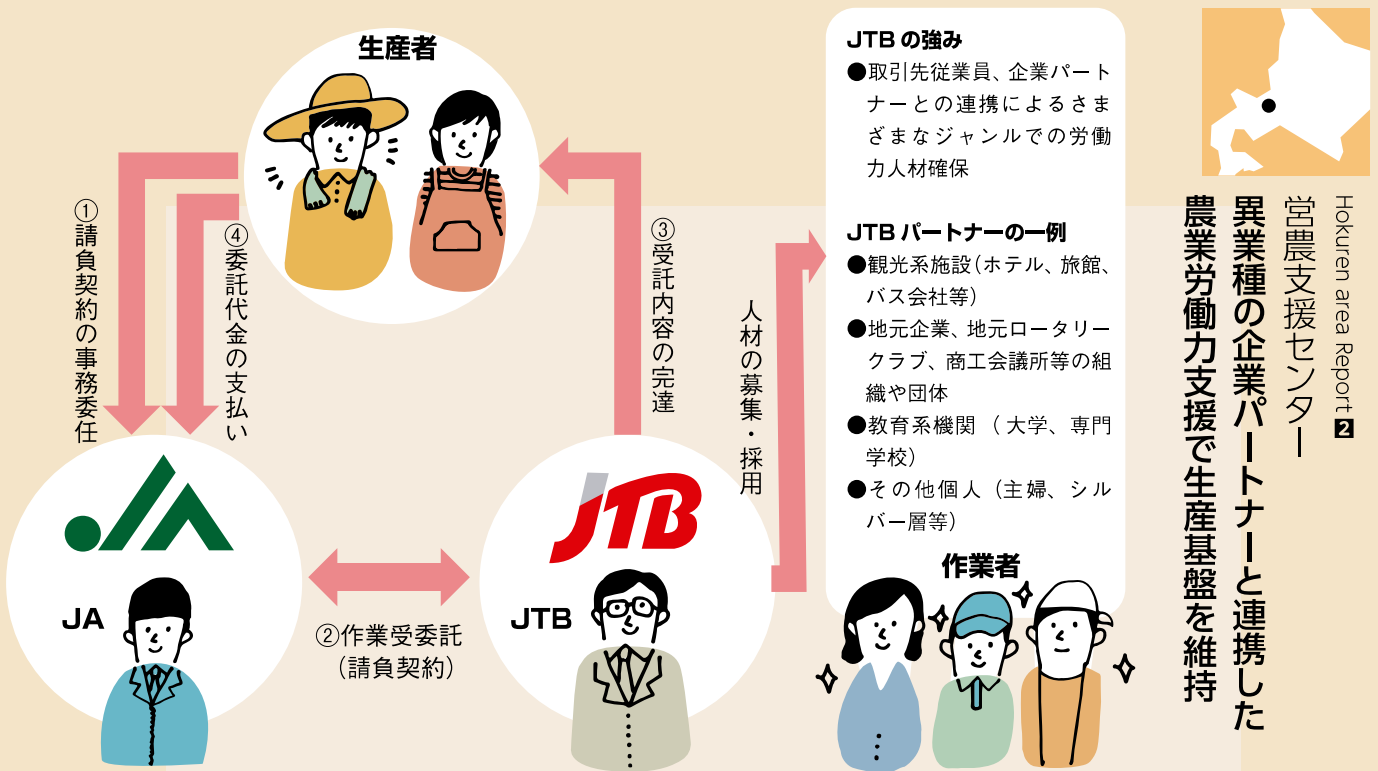 Hokuren area Report 2
営農支援センター
異業種の企業パートナーと連携した
農業労働力支援で生産基盤を維持
生産者
①請負契約の事務委任
④委託代金の支払い
③受託内容の完達
人材の募集・採用
JA
②作業受委託
（請負契約）
JTB
JTB
JTBの強み
●取引先従業員、企業パート
ナーとの連携によるさま
ざまなジャンルでの労働
力人材確保
JTBパートナーの一例
●観光系施設（ホテル、旅館、
バス会社等）
●地元企業、地元ロータリー
クラブ、商工会議所等の組
織や団体
●教育系機関（大学、専門
学校）
●その他個人（主婦、シル
バー層等）
作業者